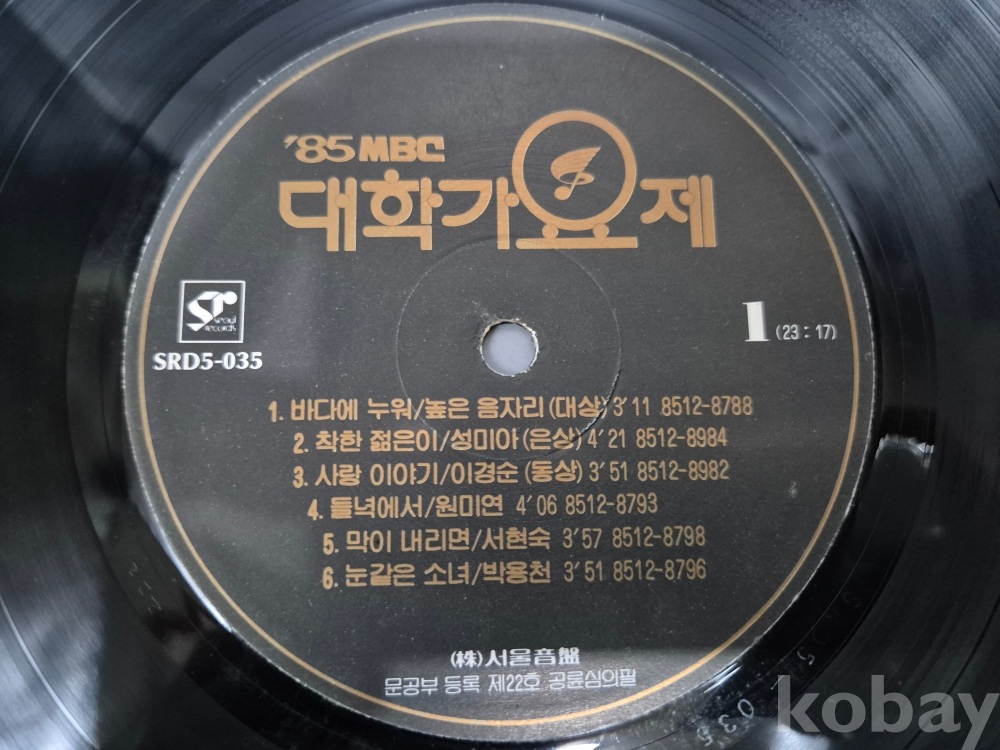 '85 MBC
대학가요제
seoul
records
SRD5-035
1 (23 : 17)
1. 바다에 누워/높은 음자리(대상) 3'11 8512-8788
2. 착한 젊은이/성미아(은상) 4'21 8512-8984
3. 사랑 이야기/이경순(동상) 3'51 8512-8982
4. 들녘에서/원미연 4'06 8512-8793
5. 막이 내리면/서현숙 3'57 8512-8798
6. 눈같은 소녀/박용천 3'51 8512-8796
(株)서울音盤
문공부 등록 제22호 공륜심의필
kobay